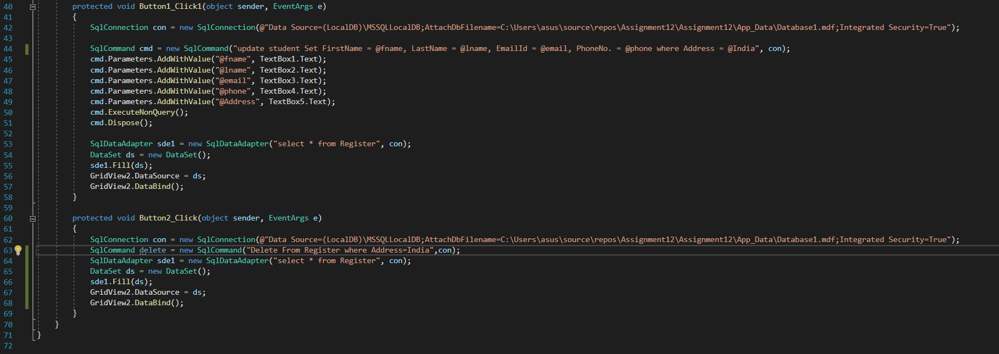 40 protected void Button1_Click1(object sender, EventArgs e)
41 {
42 SqlConnection con = new SqlConnection(@"Data Source=(LocalDB)\MSSQLLocalDB;AttachDbFilename=C:\Users\asus\source\repos\Assignment12\Assignment12\App_Data\Database1.mdf;Integrated Security=True");
43
44 SqlCommand cmd = new SqlCommand("update student Set FirstName = @fname, LastName = @lname, EmailId = @email, PhoneNo. = @phone where Address = @India", con);
45 cmd.Parameters.AddWithValue("@fname", TextBox1.Text);
46 cmd.Parameters.AddWithValue("@lname", TextBox2.Text);
47 cmd.Parameters.AddWithValue("@email", TextBox3.Text);
48 cmd.Parameters.AddWithValue("@phone", TextBox4.Text);
49 cmd.Parameters.AddWithValue("@Address", TextBox5.Text);
50 cmd.ExecuteNonQuery();
51 cmd.Dispose();
52
53 SqlDataAdapter sde1 = new SqlDataAdapter("select * from Register", con);
54 DataSet ds = new DataSet();
55 sde1.Fill(ds);
56 GridView2.DataSource = ds;
57 GridView2.DataBind();
58 }
59
60 protected void Button2_Click(object sender, EventArgs e)
61 {
62 SqlConnection con = new SqlConnection(@"Data Source=(LocalDB)\MSSQLLocalDB;AttachDbFilename=C:\Users\asus\source\repos\Assignment12\Assignment12\App_Data\Database1.mdf;Integrated Security=True");
63 SqlCommand delete = new SqlCommand("Delete From Register where Address=India",con);
64 SqlDataAdapter sde1 = new SqlDataAdapter("select * from Register", con);
65 DataSet ds = new DataSet();
66 sde1.Fill(ds);
67 GridView2.DataSource = ds;
68 GridView2.DataBind();
69 }
70 }
71 }
72